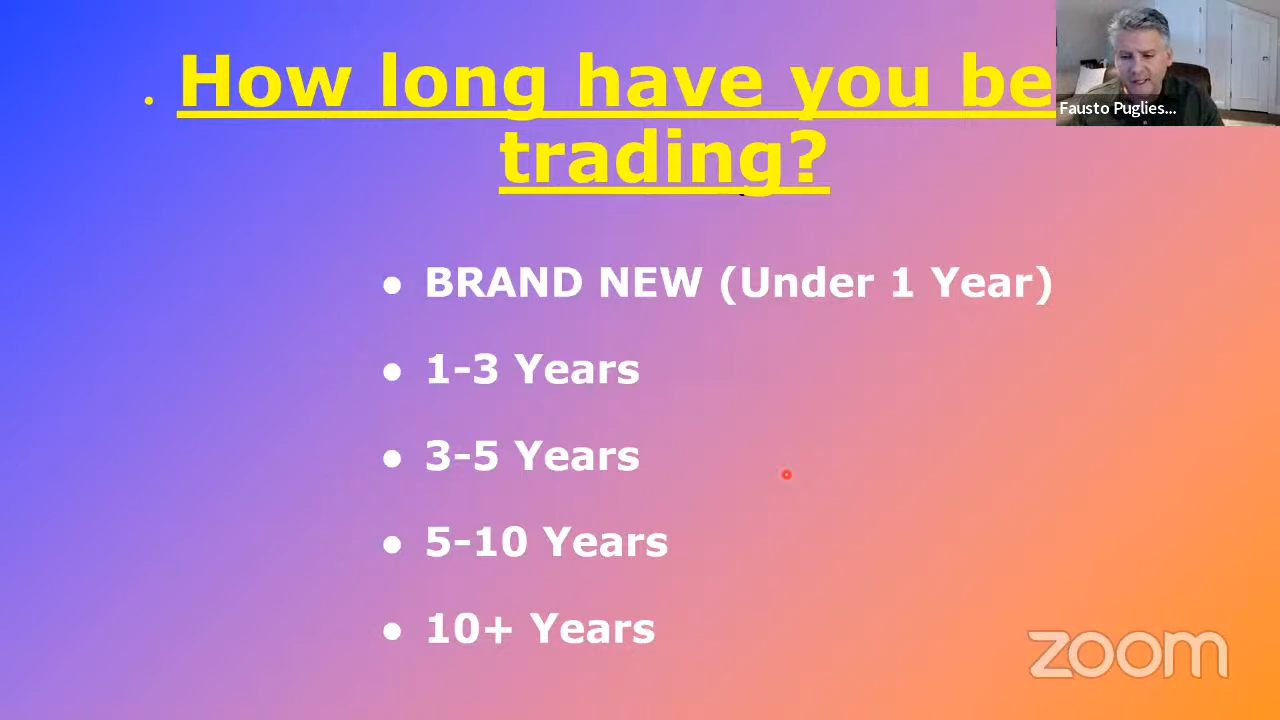 . How long have you be
Fausto Puglies...
trading?
● BRAND NEW (Under 1 Year)
● 1-3 Years
● 3-5 Years
● 5-10 Years
● 10+ Years
zoom